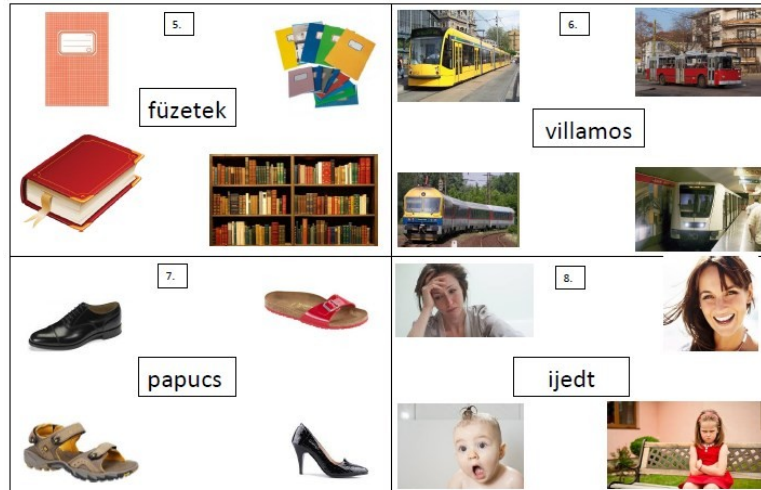 5.
füzetek
6.
villamos
7.
papucs
8.
ijedt